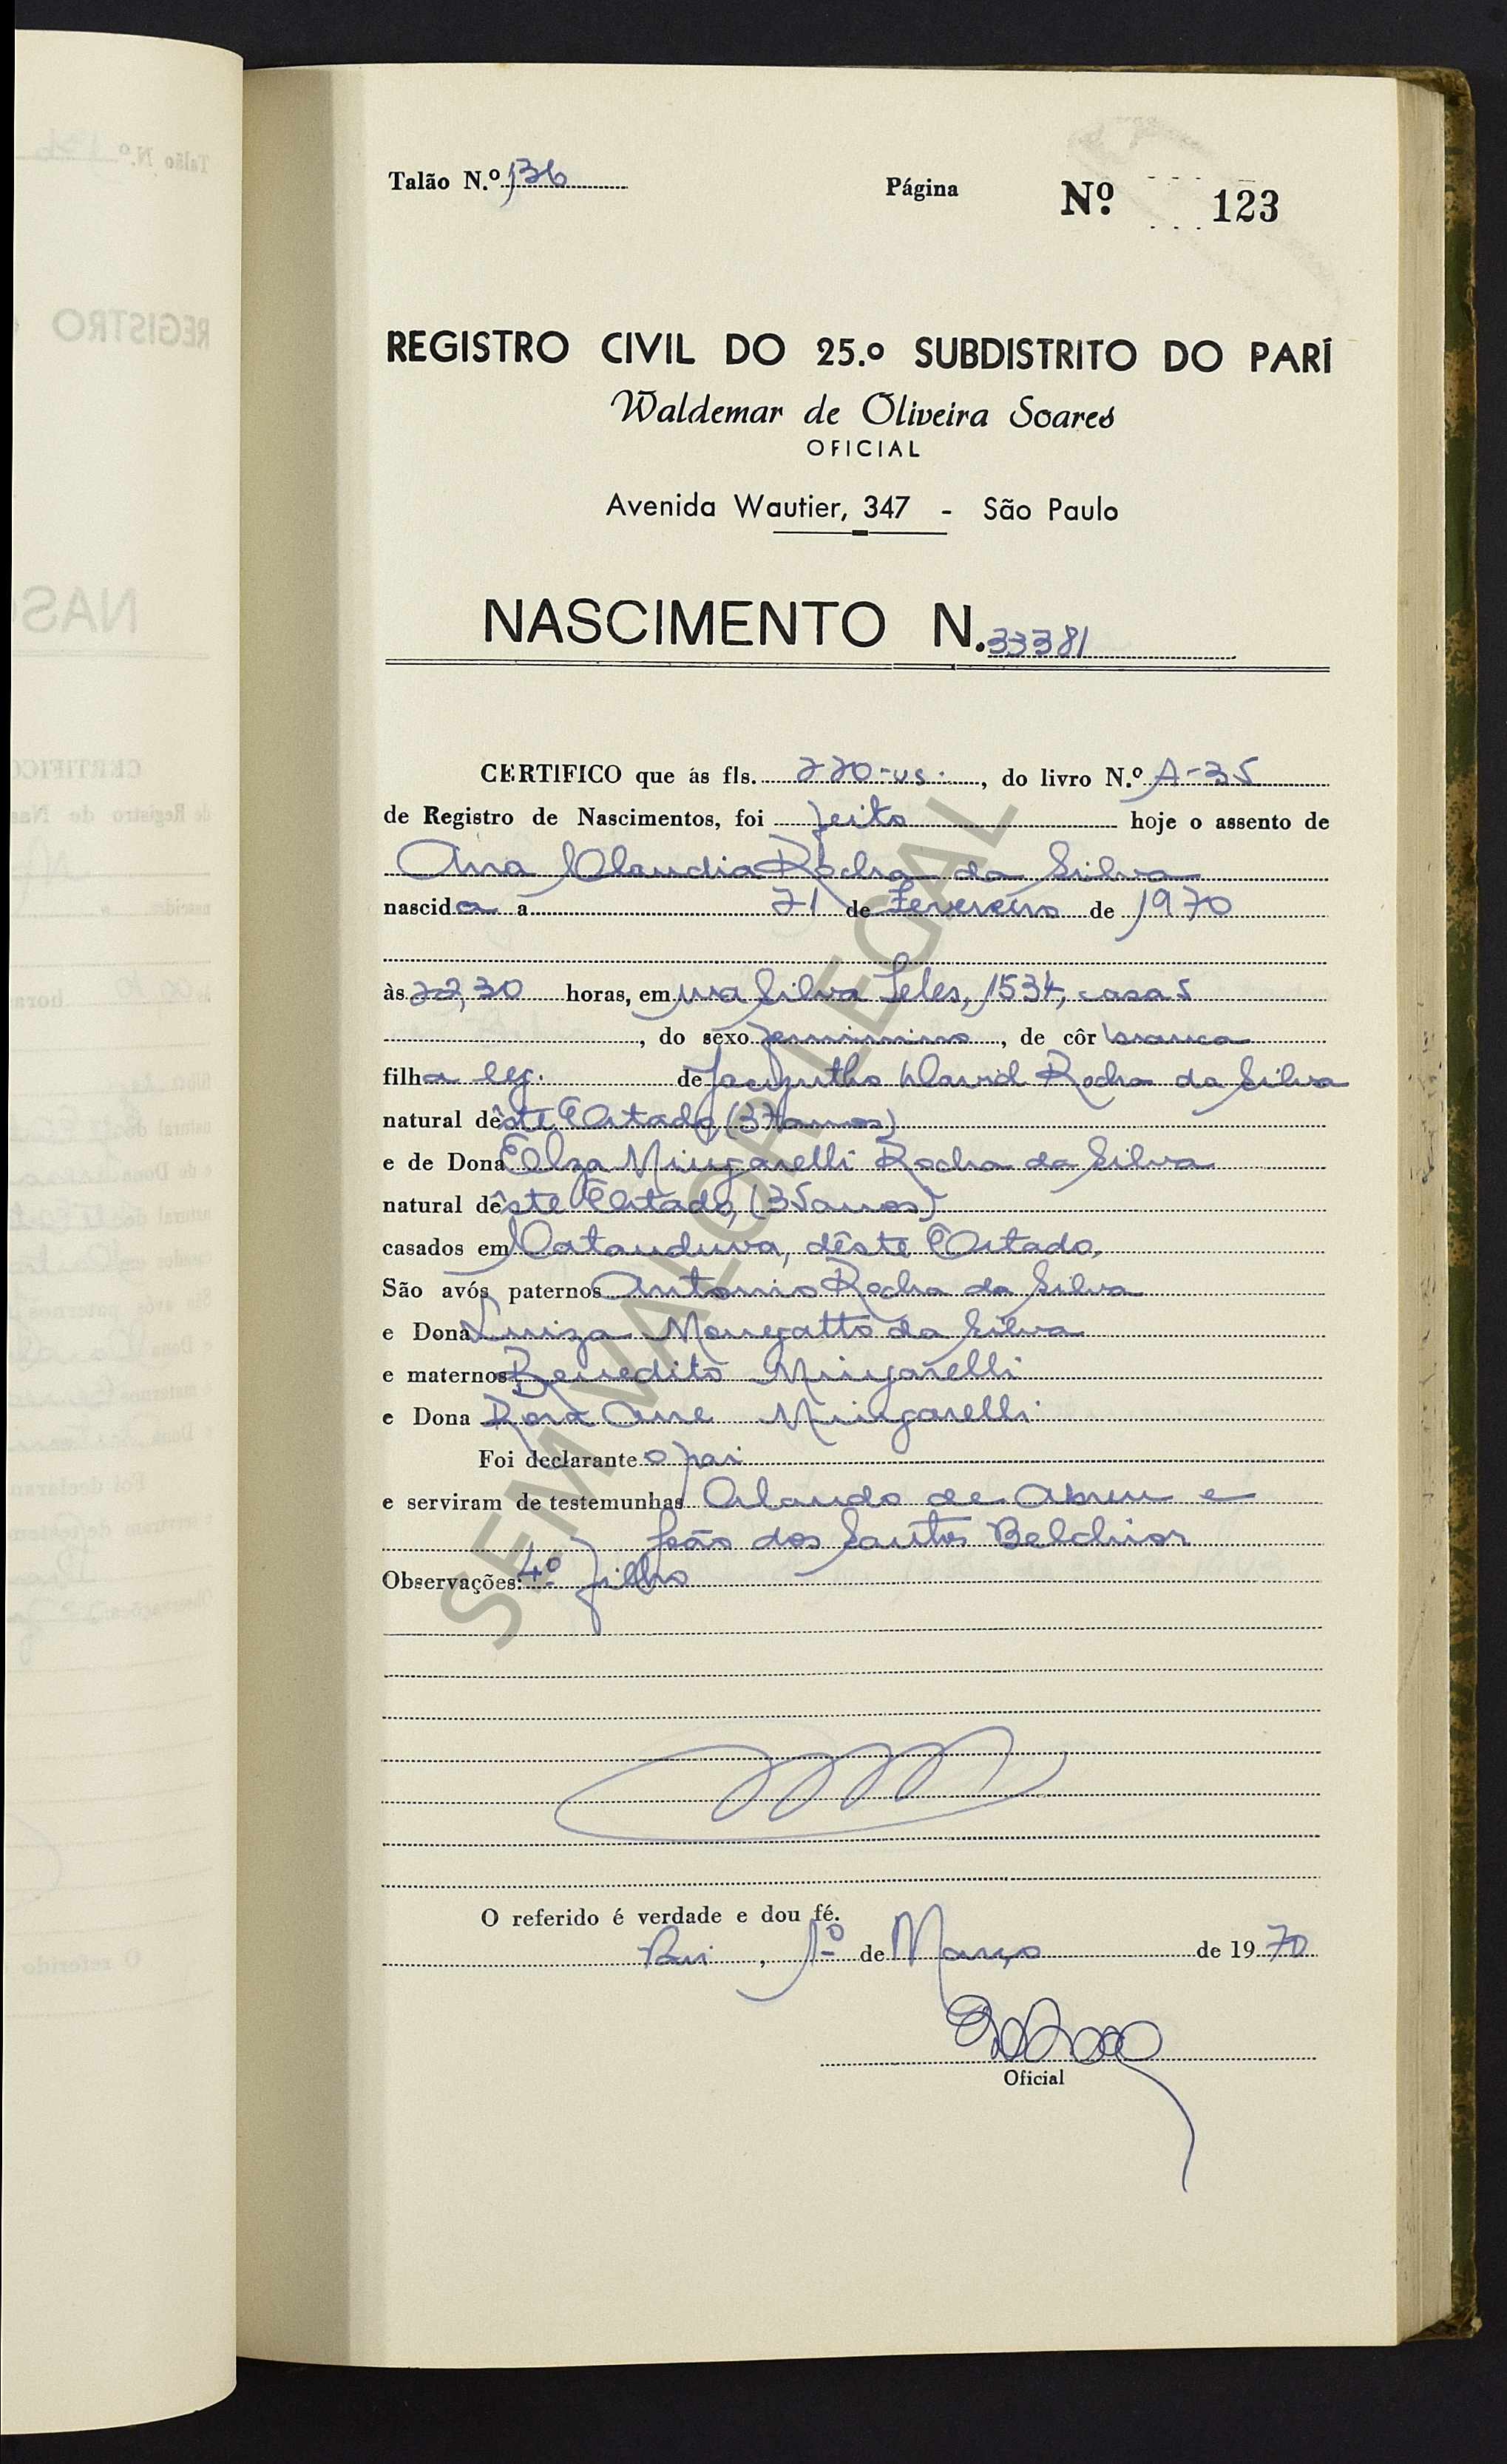 Talão N.º 136 Página Nº 123
REGISTRO CIVIL DO 25.º SUBDISTRITO DO PARÍ
Waldemar de Oliveira Soares
OFICIAL
Avenida Wautier, 347 - São Paulo
NASCIMENTO N. 33381
CERTIFICO que ás fls. 220-vs., do livro N.º A-35
de Registro de Nascimentos, foi feito hoje o assento de
Ana Claudia Rocha da Silva
nascida a 21 de Fevereiro de 1970
às 22,30 horas, em rua Silva Teles, 1534, casa 5
, do sexo feminino, de côr branca
filha leg. de Jacyntho David Rocha da Silva
natural dêste Estado, (37 anos)
e de Dona Elza Mingarelli Rocha da Silva
natural dêste Estado, (35 anos)
casados em Catanduva, dêste Estado,
São avós paternos Antonio Rocha da Silva
e Dona Luiza Monegatto da Silva
e maternos Benedito Mingarelli
e Dona Rosa Mingarelli
Foi declarante o pai
e serviram de testemunhas Orlando de Abreu e
João dos Santos Belchior
Observações: 4º filho
O referido é verdade e dou fé.
Pari, 1º de Março de 1970
Oficial
SEM VALOR LEGAL